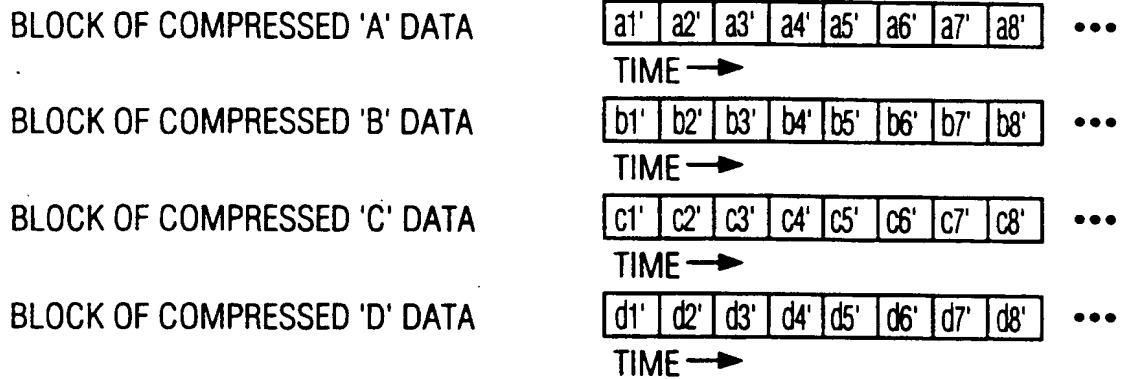 BLOCK OF COMPRESSED 'A' DATA a1' a2' a3' a4' a5' a6' a7' a8' •••
TIME →
BLOCK OF COMPRESSED 'B' DATA b1' b2' b3' b4' b5' b6' b7' b8' •••
TIME →
BLOCK OF COMPRESSED 'C' DATA c1' c2' c3' c4' c5' c6' c7' c8' •••
TIME →
BLOCK OF COMPRESSED 'D' DATA d1' d2' d3' d4' d5' d6' d7' d8' •••
TIME →